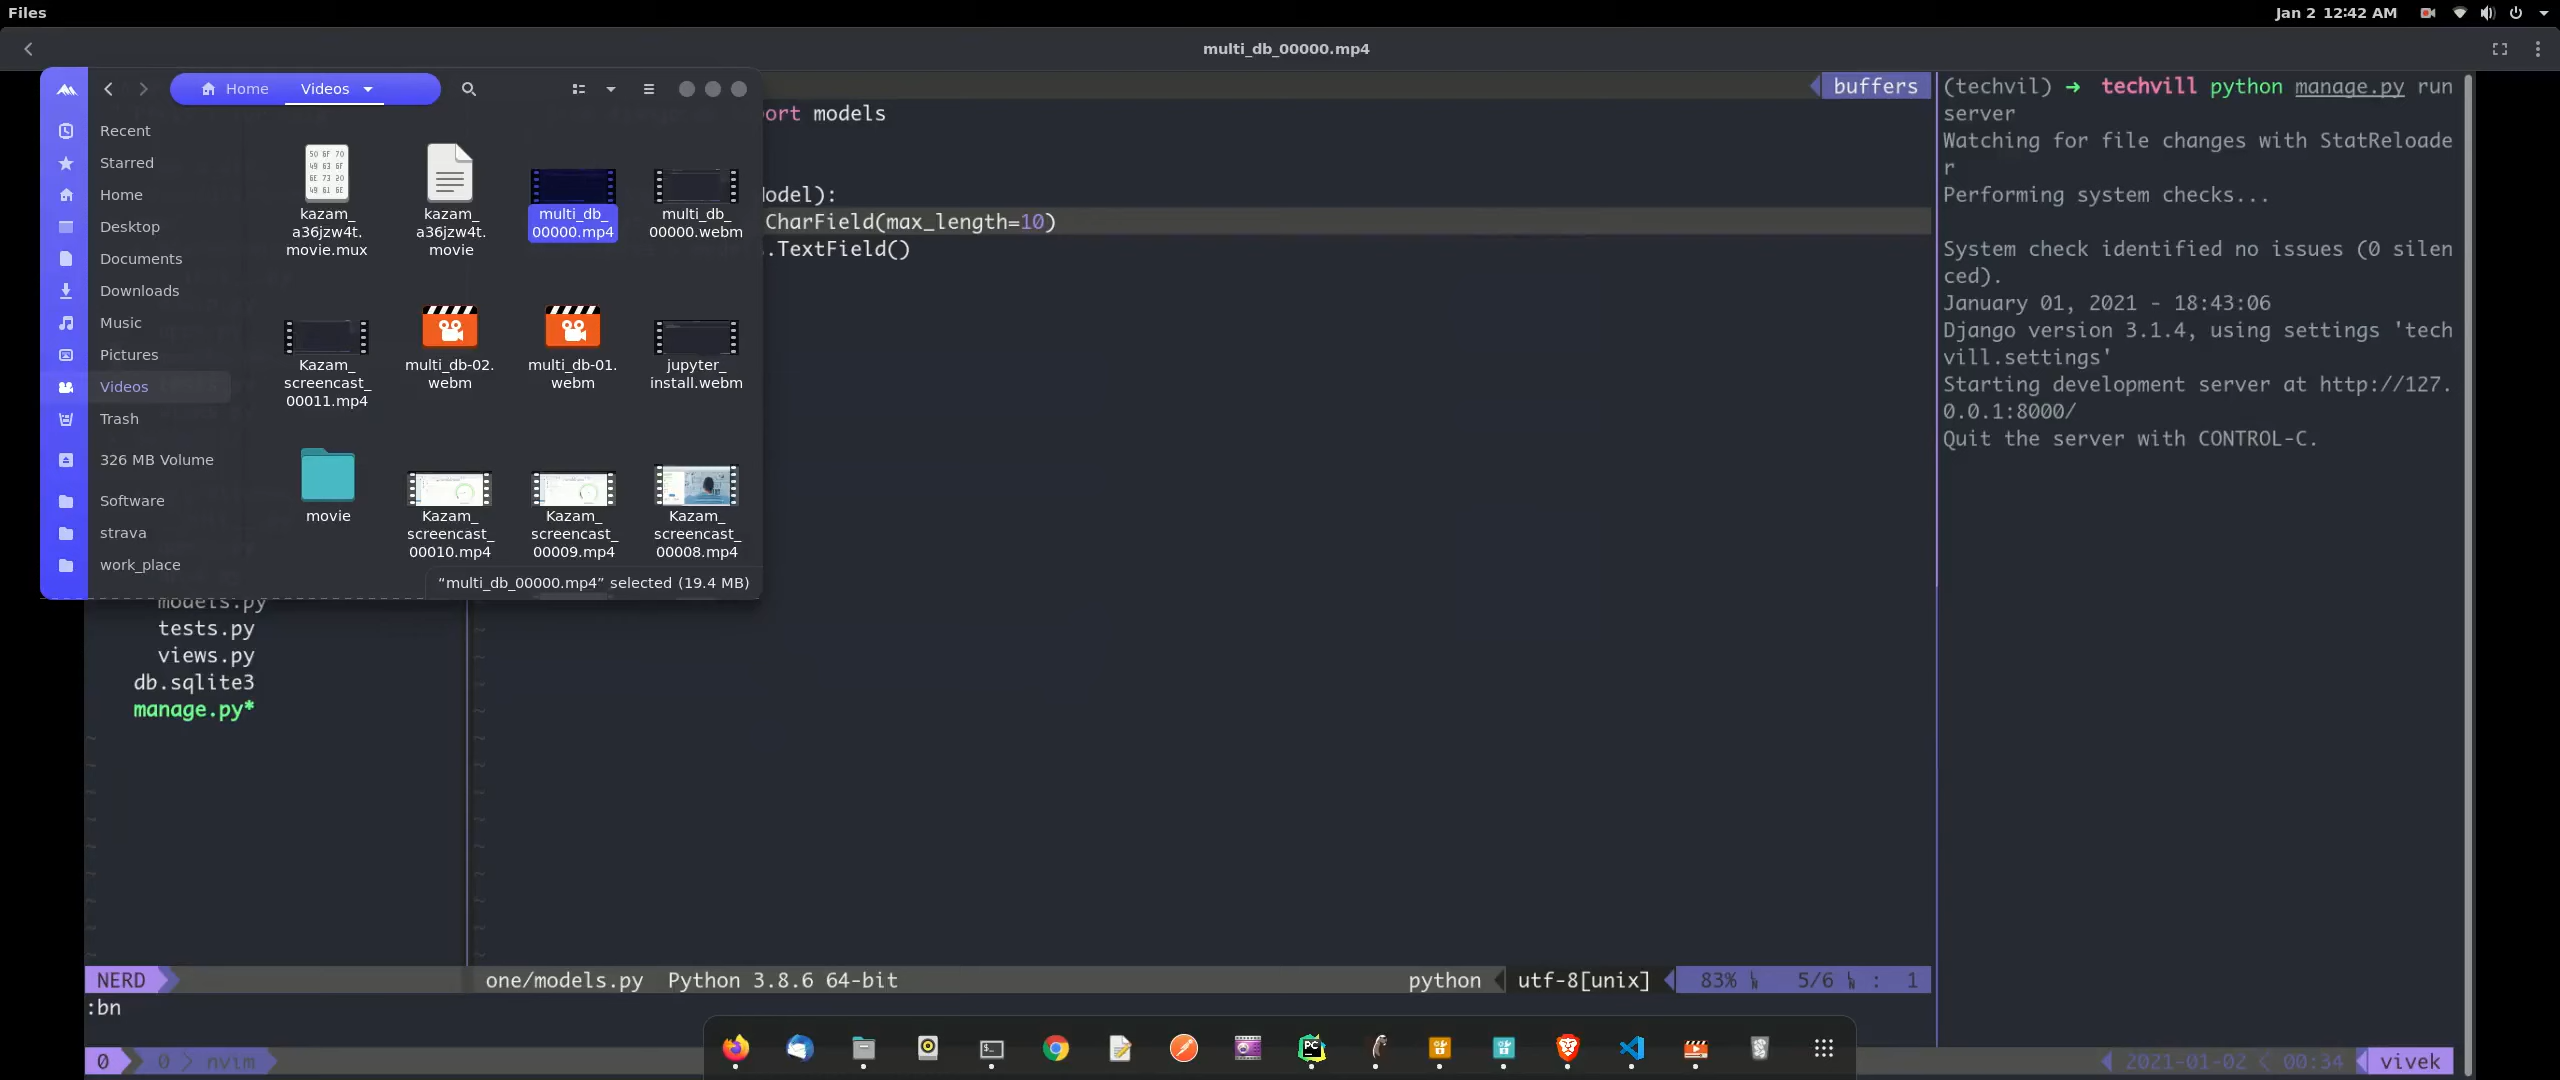 Files
Jan 2 12:42 AM
multi_db_00000.mp4
Home
Videos
Recent
Starred
Home
Desktop
Documents
Downloads
Music
Pictures
Videos
Trash
326 MB Volume
Software
strava
work_place
kazam_
a36jzw4t.
movie.mux
kazam_
a36jzw4t.
movie
multi_db_
00000.mp4
multi_db_
00000.webm
Kazam_
screencast_
00011.mp4
multi_db-02.
webm
multi_db-01.
webm
jupyter_
install.webm
movie
Kazam_
screencast_
00010.mp4
Kazam_
screencast_
00009.mp4
Kazam_
screencast_
00008.mp4
“multi_db_00000.mp4” selected (19.4 MB)
buffers
ort models
odel):
CharField(max_length=10)
.TextField()
models.py
tests.py
views.py
db.sqlite3
manage.py*
(techvil) ➜ techvill python manage.py run
server
Watching for file changes with StatReloade
r
Performing system checks...
System check identified no issues (0 silen
ced).
January 01, 2021 - 18:43:06
Django version 3.1.4, using settings 'tech
vill.settings'
Starting development server at http://127.
0.0.1:8000/
Quit the server with CONTROL-C.
NERD
one/models.py Python 3.8.6 64-bit
python
utf-8[unix]
83% 5/6 : 1
:bn
0 0 nvim
2021-01-02 < 00:34
vivek